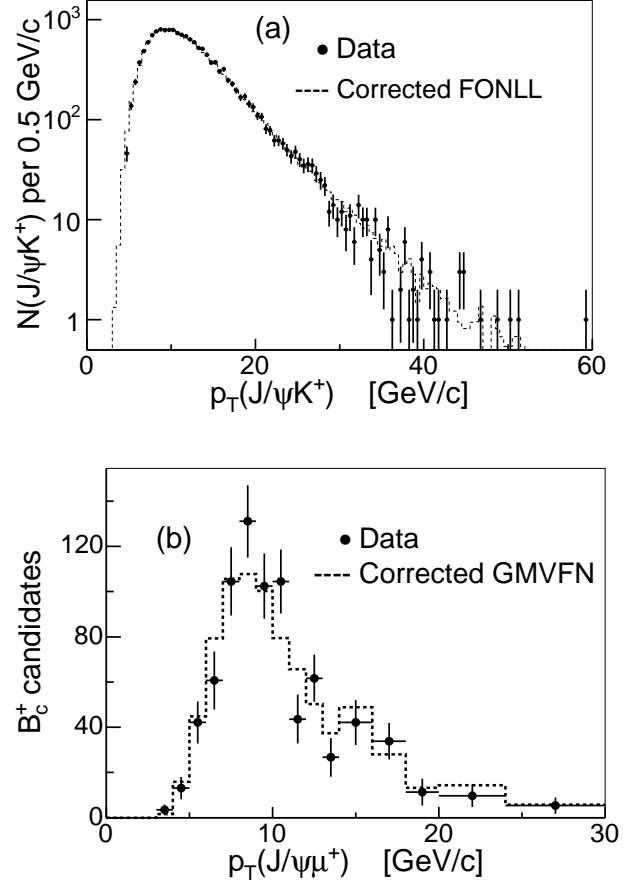 (a)
Data
Corrected FONLL
N(J/ψK⁺) per 0.5 GeV/c
10³
10²
10
1
0 20 40 60
p_T(J/ψK⁺) [GeV/c]
(b)
Data
Corrected GMVFN
B_c⁺ candidates
120
80
40
0
0 10 20 30
p_T(J/ψμ⁺) [GeV/c]